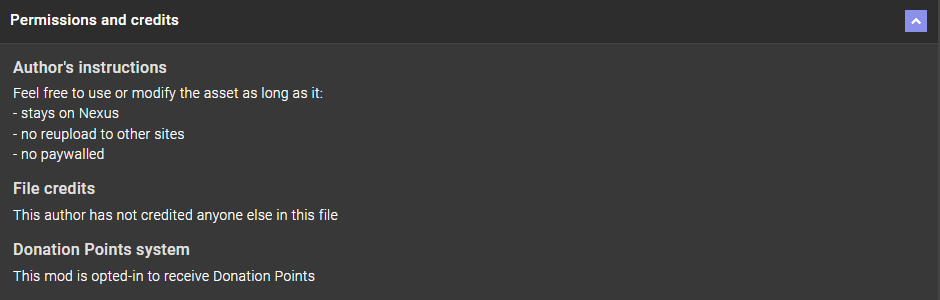 Permissions and credits
Author's instructions
Feel free to use or modify the asset as long as it:
- stays on Nexus
- no reupload to other sites
- no paywalled
File credits
This author has not credited anyone else in this file
Donation Points system
This mod is opted-in to receive Donation Points